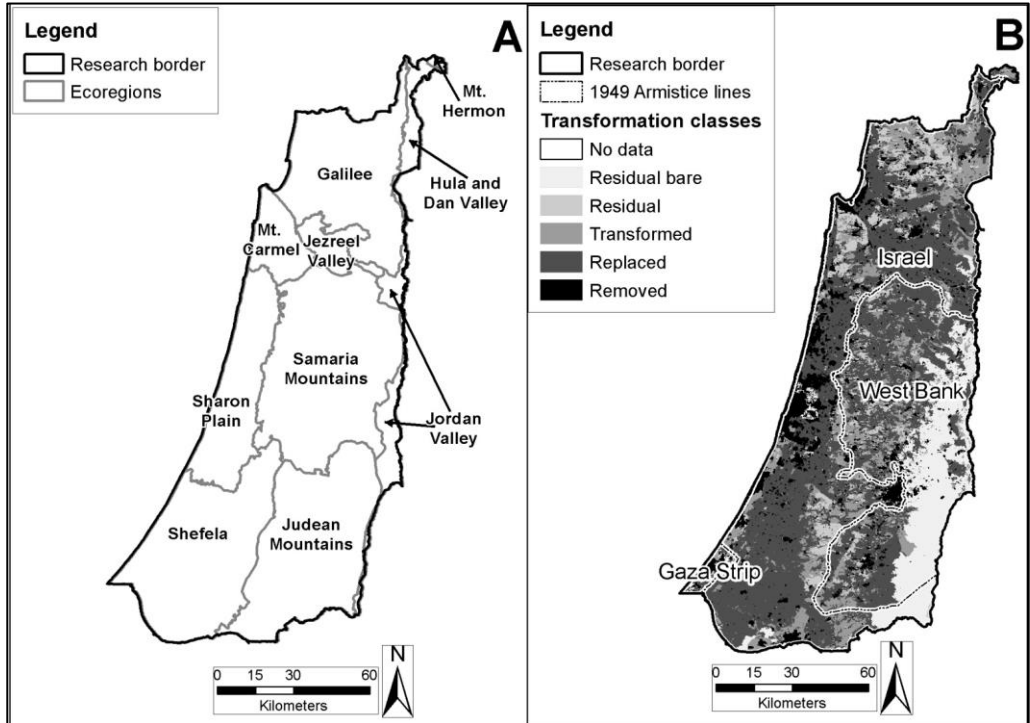 Legend
Research border
Ecoregions
A
Mt.
Hermon
Galilee
Hula and
Dan Valley
Mt.
Carmel
Jezreel
Valley
Samaria
Mountains
Sharon
Plain
Jordan
Valley
Shefela
Judean
Mountains
0 15 30 60
Kilometers
N
B
Legend
Research border
1949 Armistice lines
Transformation classes
No data
Residual bare
Residual
Transformed
Replaced
Removed
Israel
West Bank
Gaza Strip
0 15 30 60
Kilometers
N